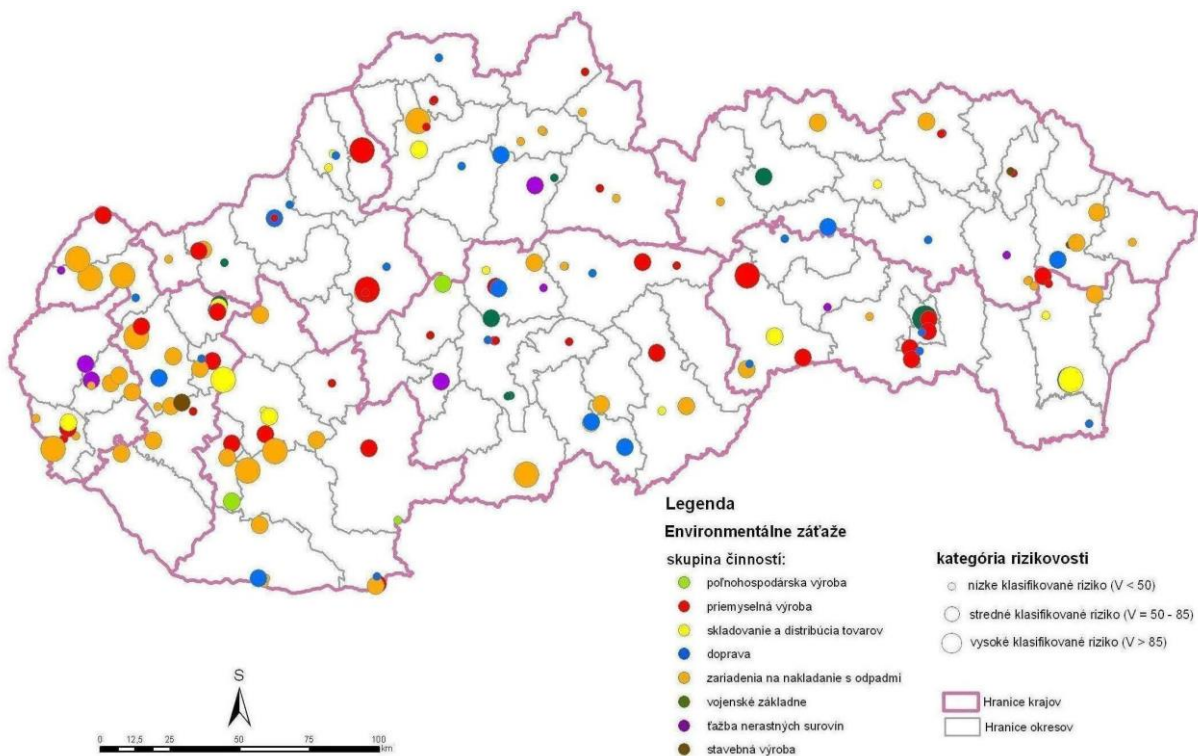 Legenda
Environmentálne záťaže
skupina činností:
poľnohospodárska výroba
priemyselná výroba
skladovanie a distribúcia tovarov
doprava
zariadenia na nakladanie s odpadmi
vojenské základne
ťažba nerastných surovín
stavebná výroba
kategória rizikovosti
nízke klasifikované riziko (V < 50)
stredné klasifikované riziko (V = 50 - 85)
vysoké klasifikované riziko (V > 85)
Hranice krajov
Hranice okresov
S
0 12,5 25 50 75 100
km